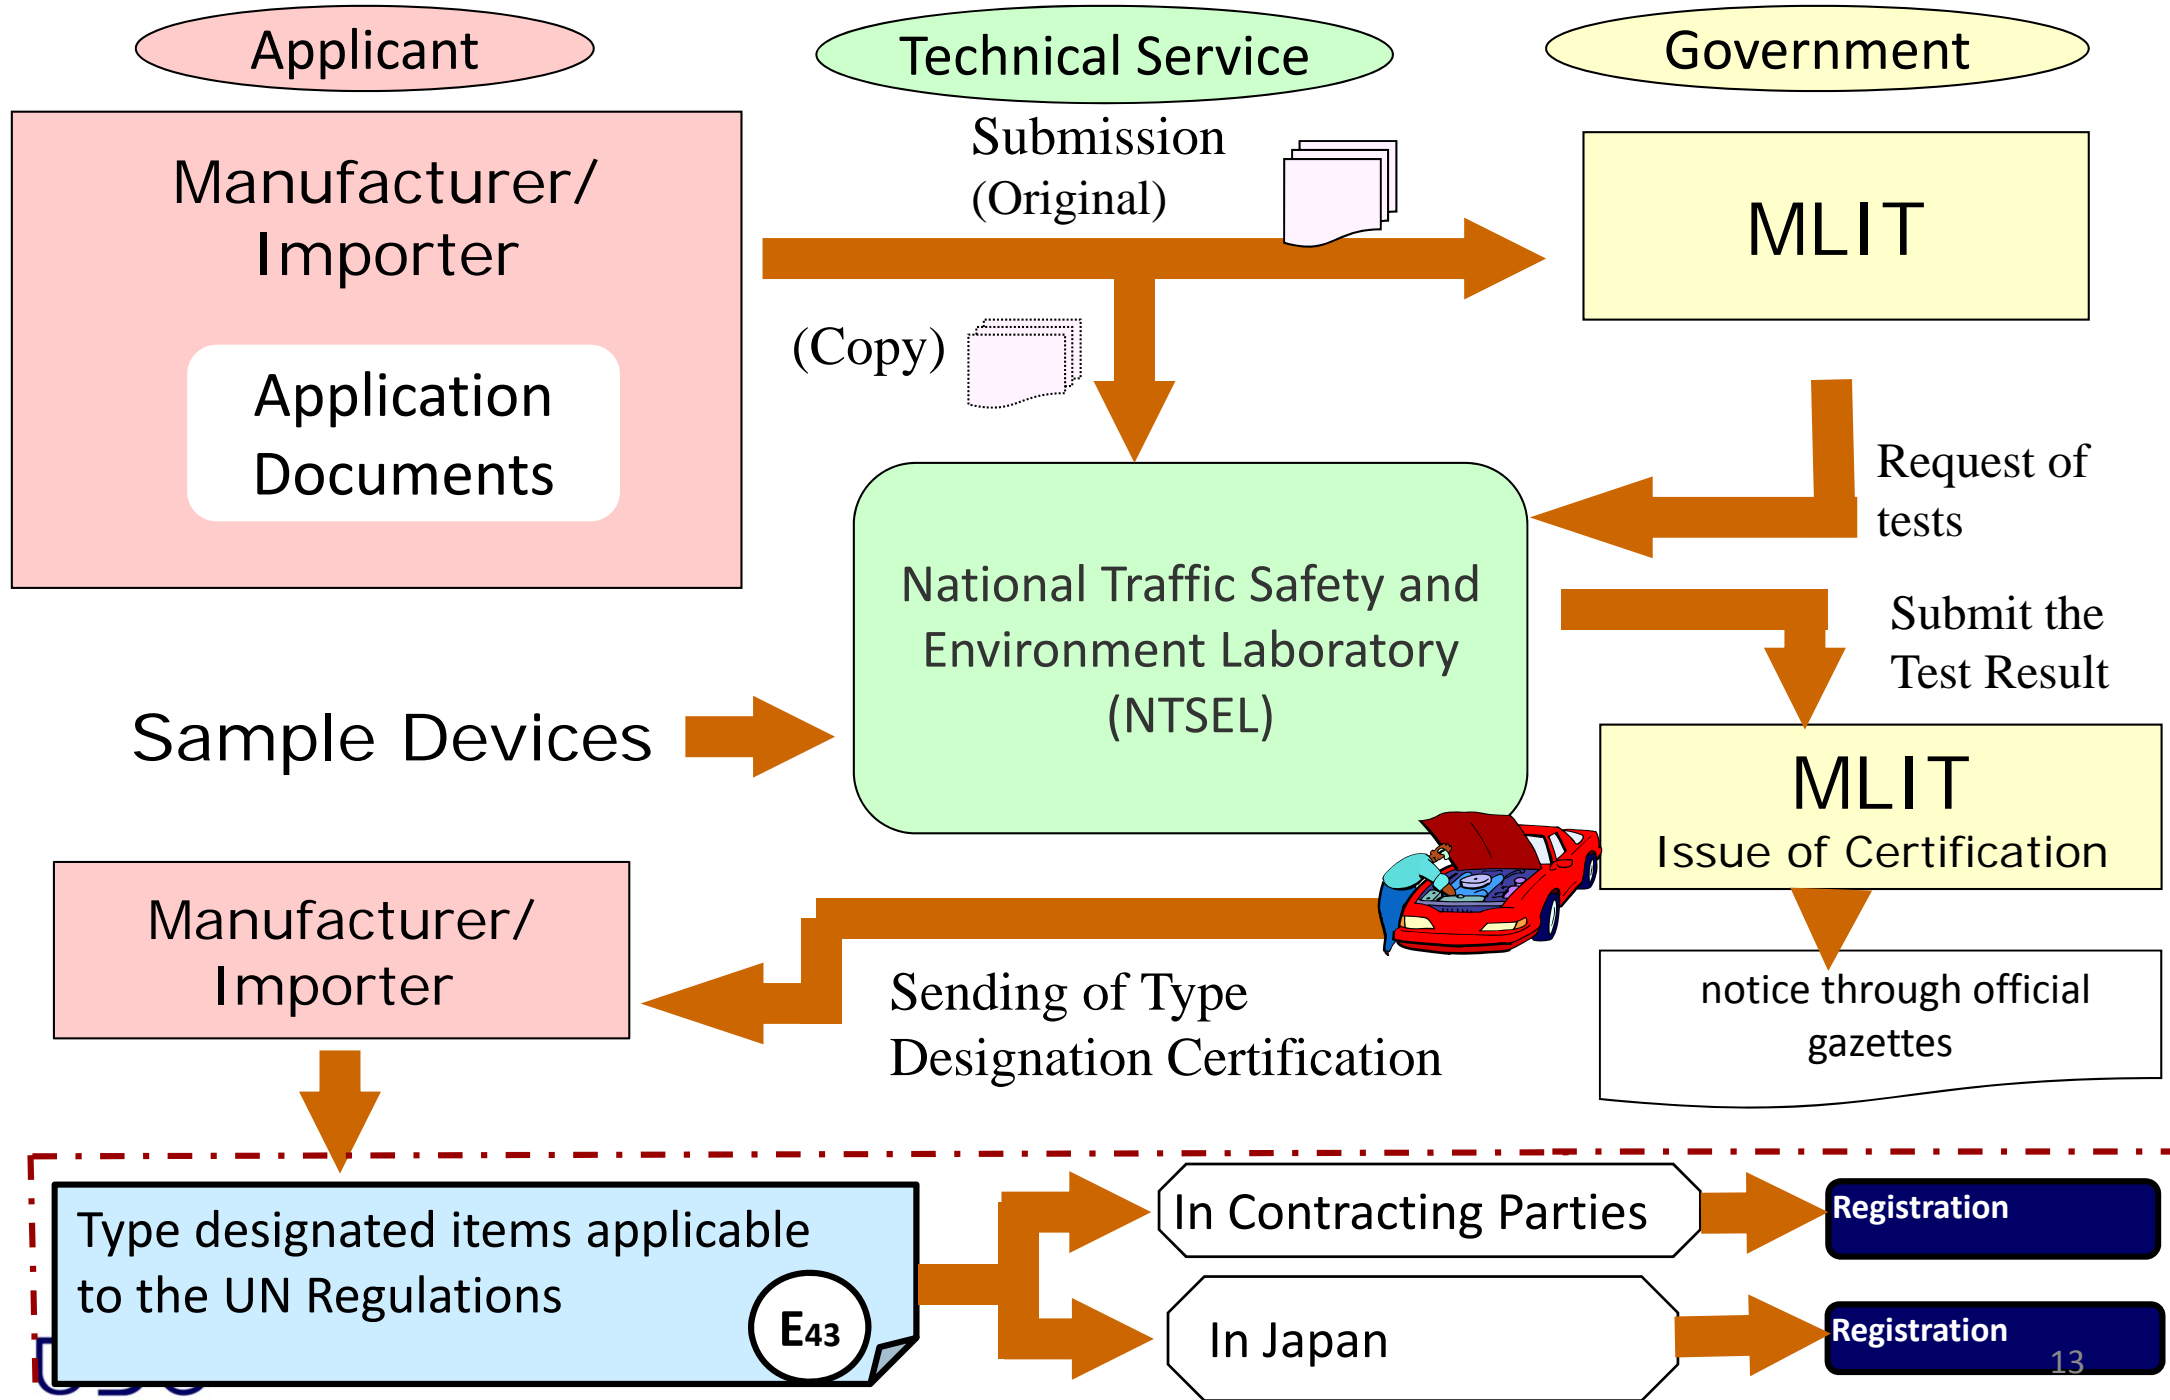 Applicant
Technical Service
Government
Manufacturer/
Importer
Application
Documents
Submission
(Original)
MLIT
(Copy)
Request of
tests
National Traffic Safety and
Environment Laboratory
(NTSEL)
Submit the
Test Result
Sample Devices
MLIT
Issue of Certification
Manufacturer/
Importer
Sending of Type
Designation Certification
notice through official
gazettes
Type designated items applicable
to the UN Regulations
E43
In Contracting Parties
Registration
In Japan
Registration
13